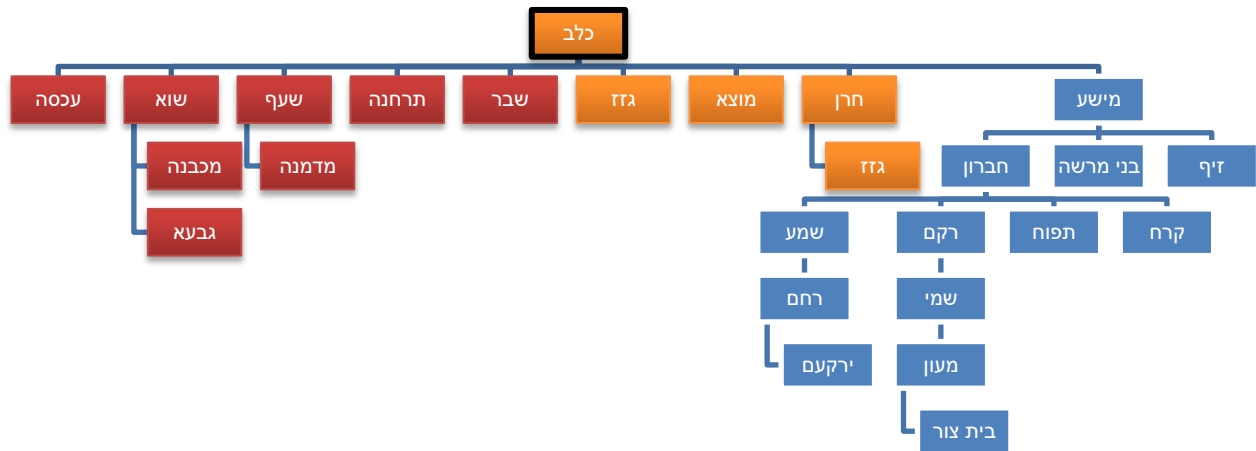 כלב
מישע
חרן
מוצא
גזז
שבר
תרחנה
שעף
שוא
עכסה
זיף
בני מרשה
חברון
גזז
מדמנה
מכבנה
קרח
תפוח
רקם
שמע
גבעא
שמי
רחם
מעון
ירקעם
בית צור